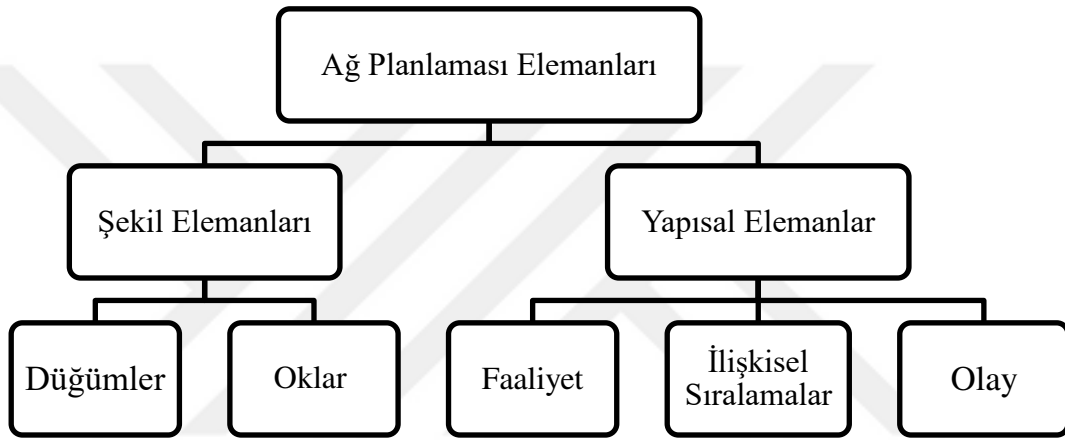 Ağ Planlaması Elemanları
Şekil Elemanları
Yapısal Elemanlar
Düğümler
Oklar
Faaliyet
İlişkisel
Sıralamalar
Olay